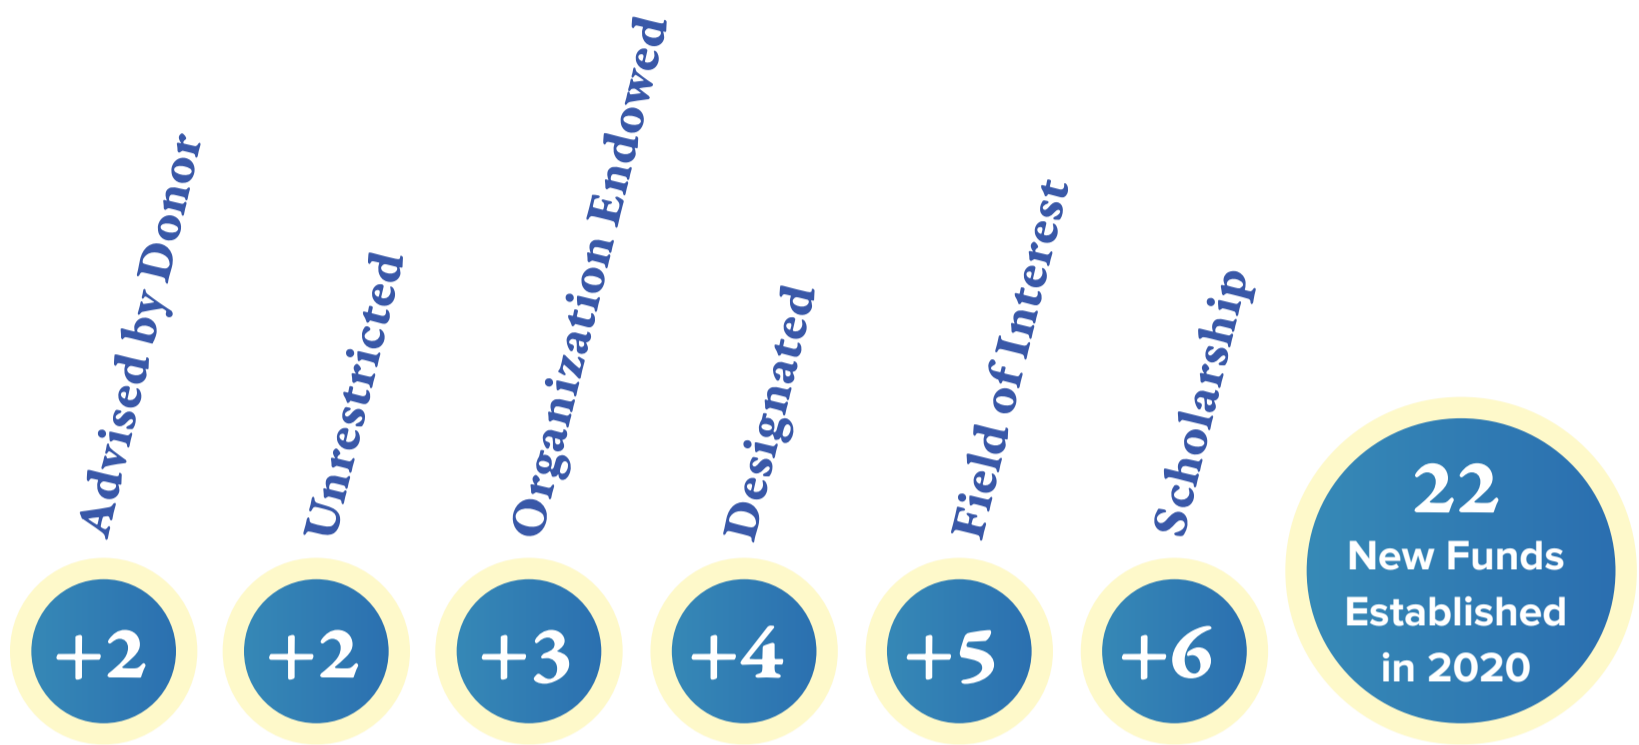 Advised by Donor
Unrestricted
Organization Endowed
Designated
Field of Interest
Scholarship
+2
+2
+3
+4
+5
+6
22
New Funds
Established
in 2020